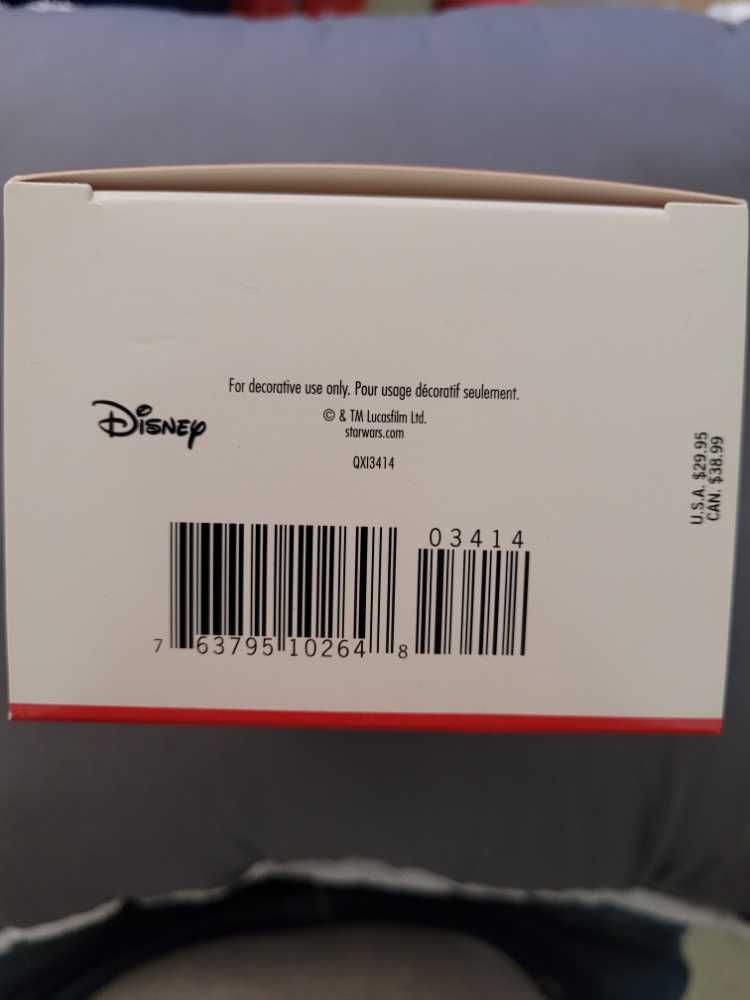 For decorative use only. Pour usage décoratif seulement.
Disney
© & TM Lucasfilm Ltd.
starwars.com
QXI3414
U.S.A. $29.95
CAN. $38.99
03414
7 63795 10264 8